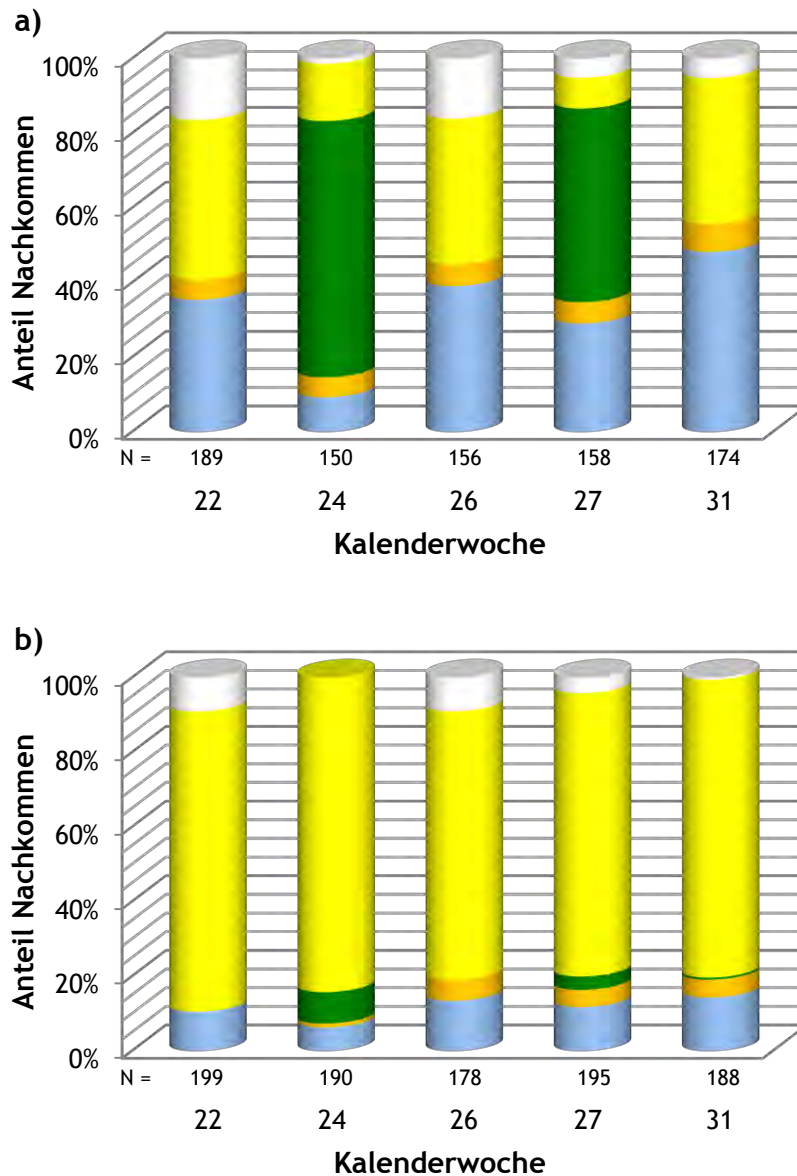 a)
100%
80%
60%
40%
20%
0%
Anteil Nachkommen
N = 189 150 156 158 174
22 24 26 27 31
Kalenderwoche
b)
100%
80%
60%
40%
20%
0%
Anteil Nachkommen
N = 199 190 178 195 188
22 24 26 27 31
Kalenderwoche